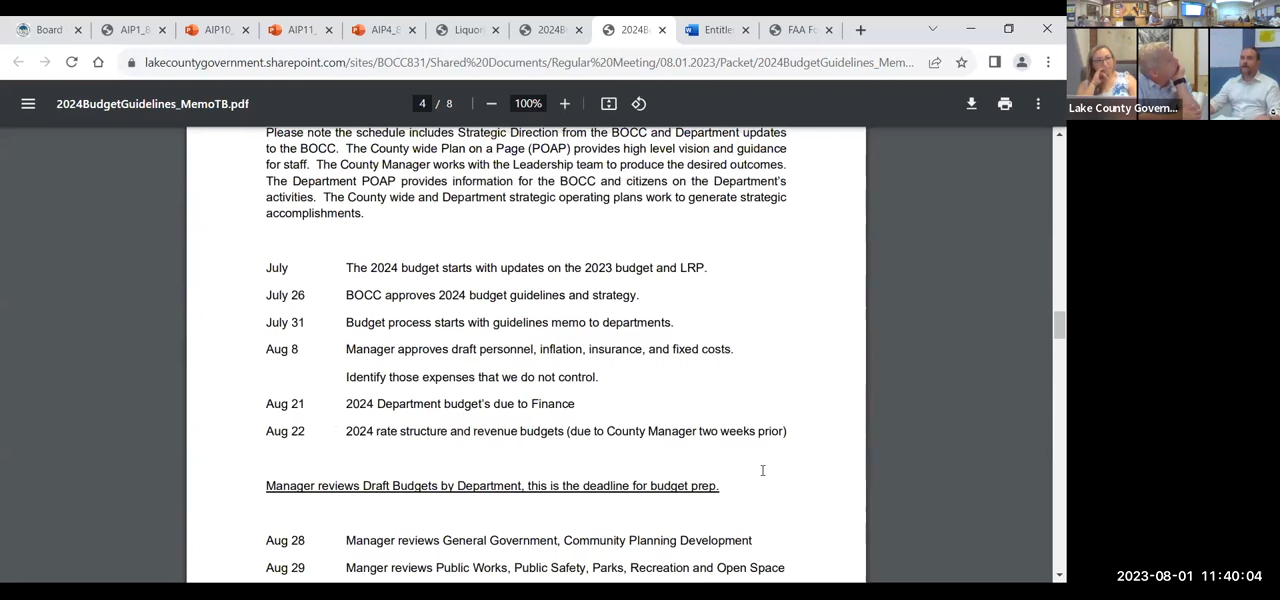 Board
AIP1_8
AIP10_
AIP11_
AIP4_8
Liquor
2024B
2024B
Entitle
FAA Fo
lakecountygovernment.sharepoint.com/sites/BOCC301/Shared%20Documents/Regular%20Meeting/08.01.2023/Packet/2024BudgetGuidelines_Mem...
2024BudgetGuidelines_MemoTB.pdf
4 / 8
100%
Lake County Govern...
Please note the schedule includes Strategic Direction from the BOCC and Department updates
to the BOCC. The County wide Plan on a Page (POAP) provides high level vision and guidance
for staff. The County Manager works with the Leadership team to produce the desired outcomes.
The Department POAP provides information for the BOCC and citizens on the Department's
activities. The County wide and Department strategic operating plans work to generate strategic
accomplishments.
July The 2024 budget starts with updates on the 2023 budget and LRP.
July 26 BOCC approves 2024 budget guidelines and strategy.
July 31 Budget process starts with guidelines memo to departments.
Aug 8 Manager approves draft personnel, inflation, insurance, and fixed costs.
Identify those expenses that we do not control.
Aug 21 2024 Department budget's due to Finance
Aug 22 2024 rate structure and revenue budgets (due to County Manager two weeks prior)
Manager reviews Draft Budgets by Department, this is the deadline for budget prep.
Aug 28 Manager reviews General Government, Community Planning Development
Aug 29 Manger reviews Public Works, Public Safety, Parks, Recreation and Open Space
2023-08-01 11:40:04